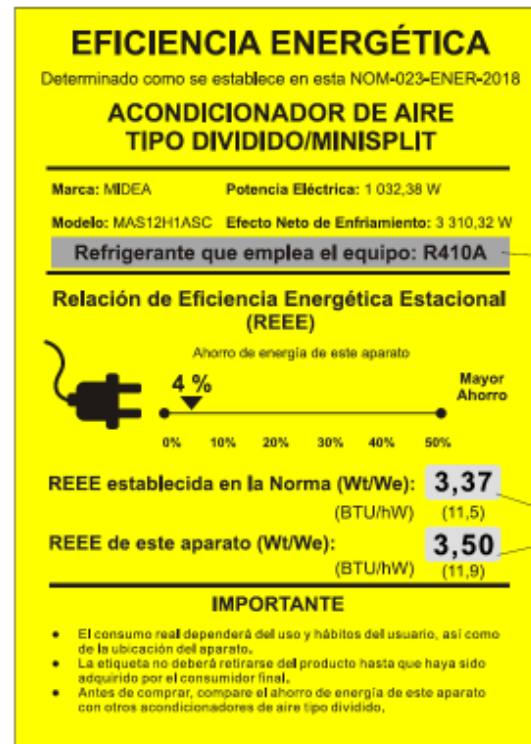 EFICIENCIA ENERGÉTICA
Determinado como se establece en esta NOM-023-ENER-2018
ACONDICIONADOR DE AIRE
TIPO DIVIDIDO/MINISPLIT
Marca: MIDEA Potencia Eléctrica: 1 032,38 W
Modelo: MAS12H1ASC Efecto Neto de Enfriamiento: 3 310,32 W
Refrigerante que emplea el equipo: R410A
Relación de Eficiencia Energética Estacional
(REEE)
Ahorro de energía de este aparato
4 %
Mayor
Ahorro
0% 10% 20% 30% 40% 50%
REEE establecida en la Norma (Wt/We): 3,37
(BTU/hW) (11,5)
REEE de este aparato (Wt/We): 3,50
(BTU/hW) (11,9)
IMPORTANTE
• El consumo real dependerá del uso y hábitos del usuario, así como
de la ubicación del aparato.
• La etiqueta no deberá retirarse del producto hasta que haya sido
adquirido por el consumidor final.
• Antes de comprar, compare el ahorro de energía de este aparato
con otros acondicionadores de aire tipo dividido.